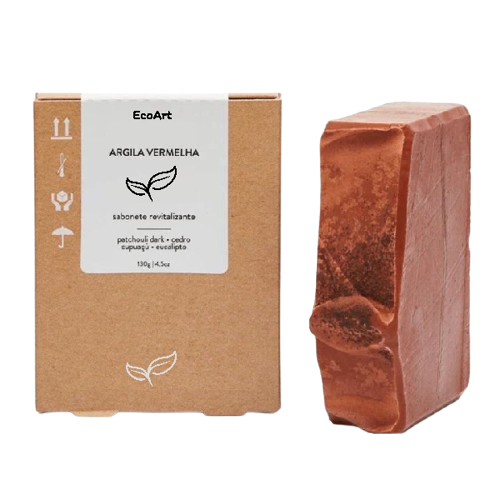 EcoArt
ARGILA VERMELHA
sabonete revitalizante
patchouli dark • cedro
cupuaçu • eucalipto
130g | 4.5oz